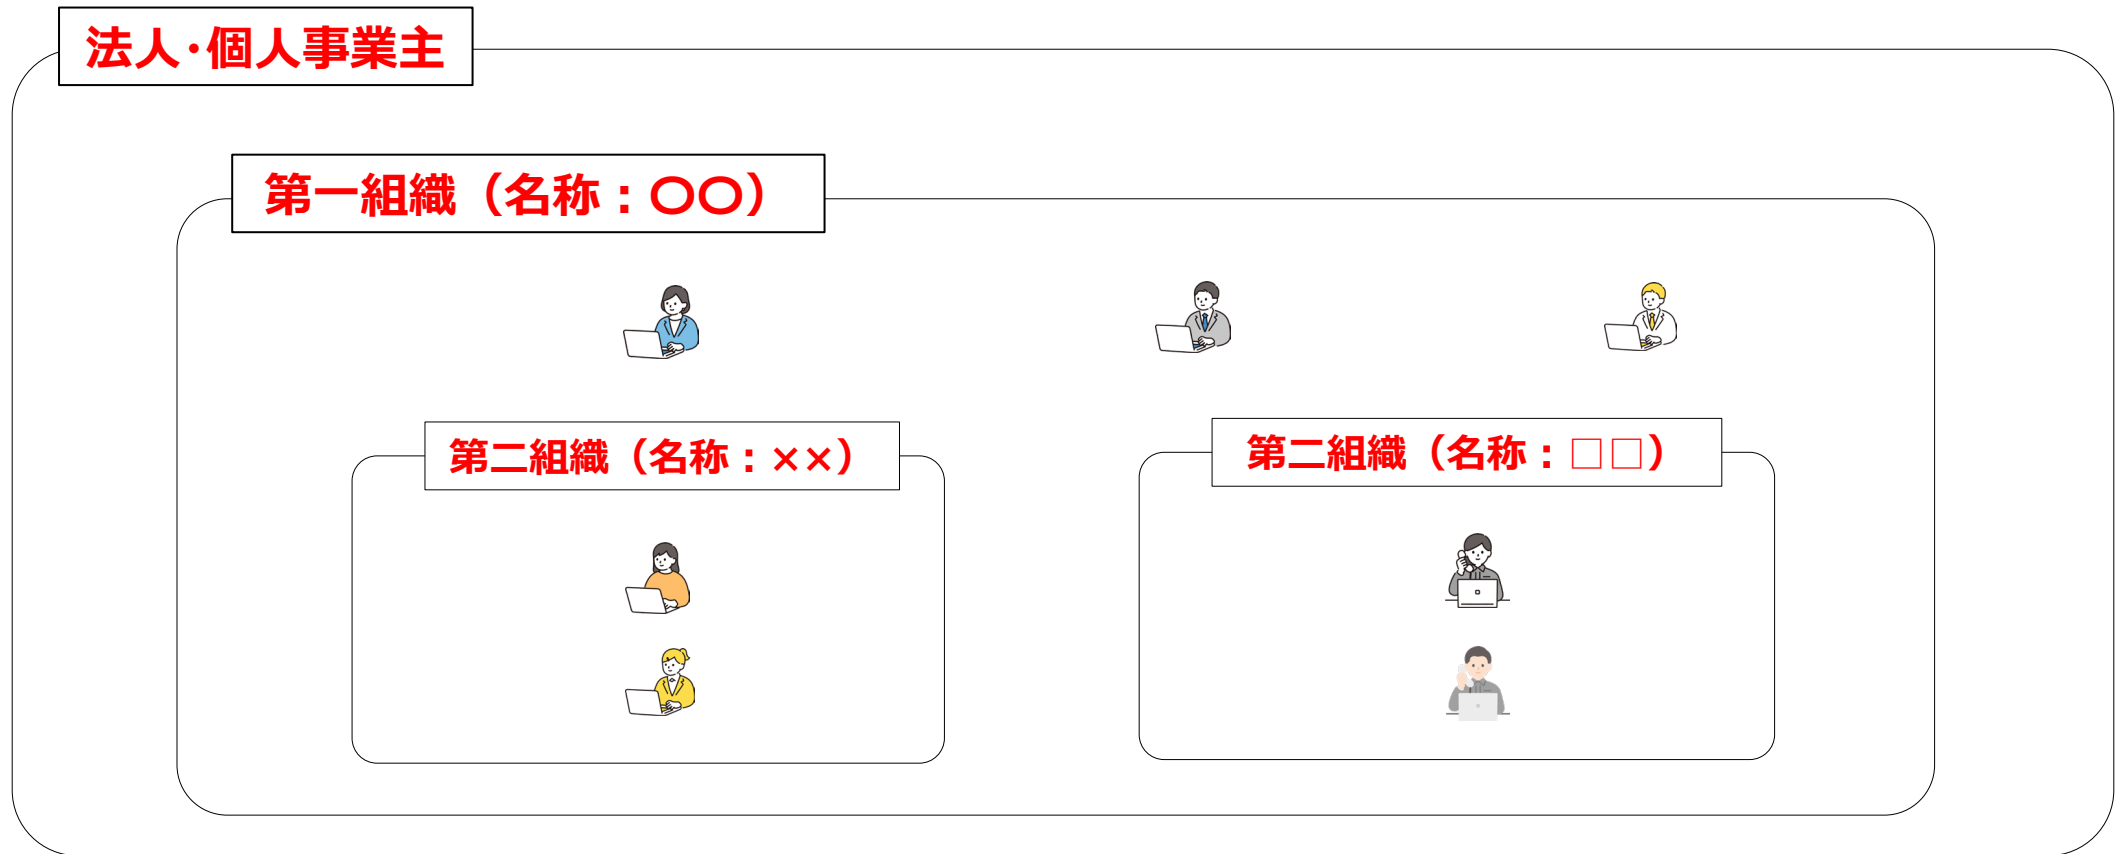 法人・個人事業主
第一組織（名称：〇〇）
第二組織（名称：××）
第二組織（名称：□□）